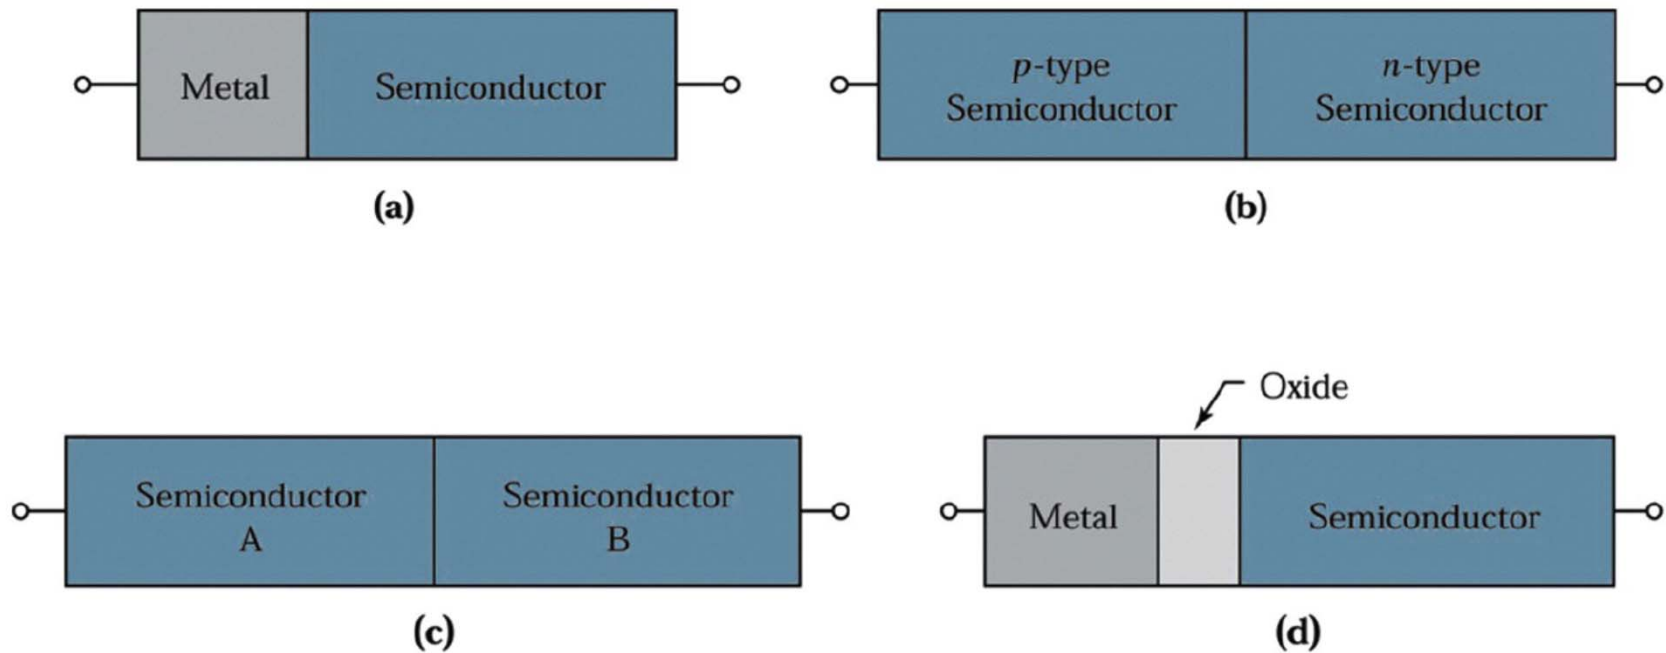 Metal
Semiconductor
p-type
Semiconductor
n-type
Semiconductor
(a)
(b)
Oxide
Semiconductor
A
Semiconductor
B
Metal
Semiconductor
(c)
(d)